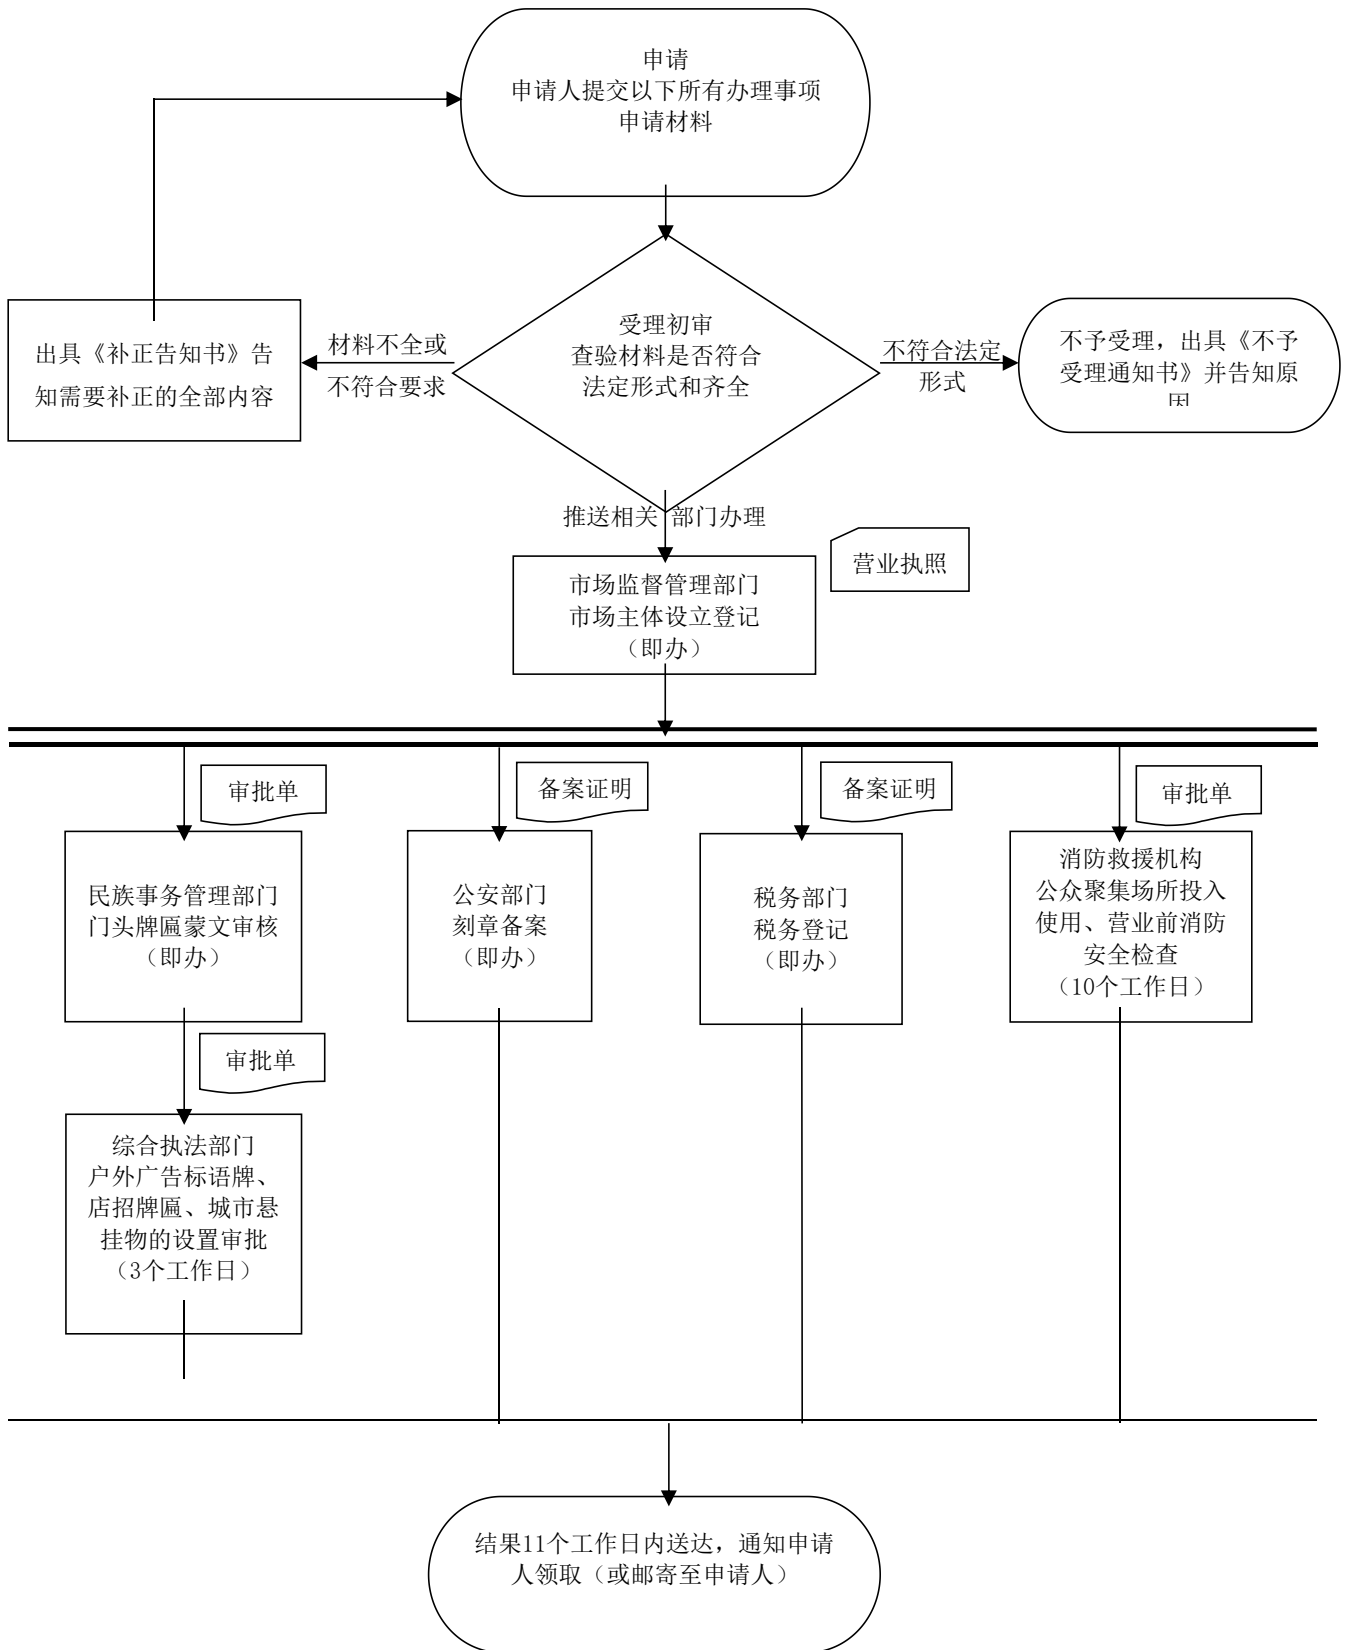 申请
申请人提交以下所有办理事项
申请材料
出具《补正告知书》告
知需要补正的全部内容
材料不全或
不符合要求
受理初审
查验材料是否符合
法定形式和齐全
不符合法定
形式
不予受理，出具《不予
受理通知书》并告知原
因
推送相关 部门办理
营业执照
市场监督管理部门
市场主体设立登记
（即办）
审批单
备案证明
备案证明
审批单
民族事务管理部门
门头牌匾蒙文审核
（即办）
公安部门
刻章备案
（即办）
税务部门
税务登记
（即办）
消防救援机构
公众聚集场所投入
使用、营业前消防
安全检查
（10个工作日）
审批单
综合执法部门
户外广告标语牌、
店招牌匾、城市悬
挂物的设置审批
（3个工作日）
结果11个工作日内送达，通知申请
人领取（或邮寄至申请人）